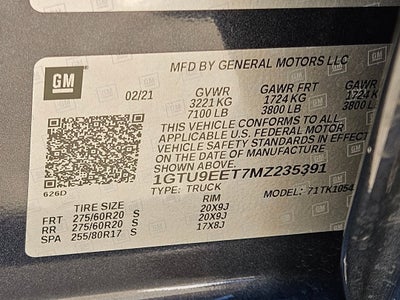 GM
MFD BY GENERAL MOTORS LLC
02/21 GVWR GAWR FRT GAWR
3221 KG 1724 KG 1724 K
7100 LB 3800 LB 3800 LB
THIS VEHICLE CONFORMS TO ALL
APPLICABLE U.S. FEDERAL MOTOR
VEHICLE SAFETY STANDARDS IN
EFFECT ON THE DATE OF
MANUFACTURE SHOWN ABOVE.
1GTU9EET7MZ235391
626D TYPE: TRUCK MODEL: 71TK1054
TIRE SIZE RIM
FRT 275/60R20 S 20X9J
RR 275/60R20 S 20X9J
SPA 255/80R17 S 17X8J